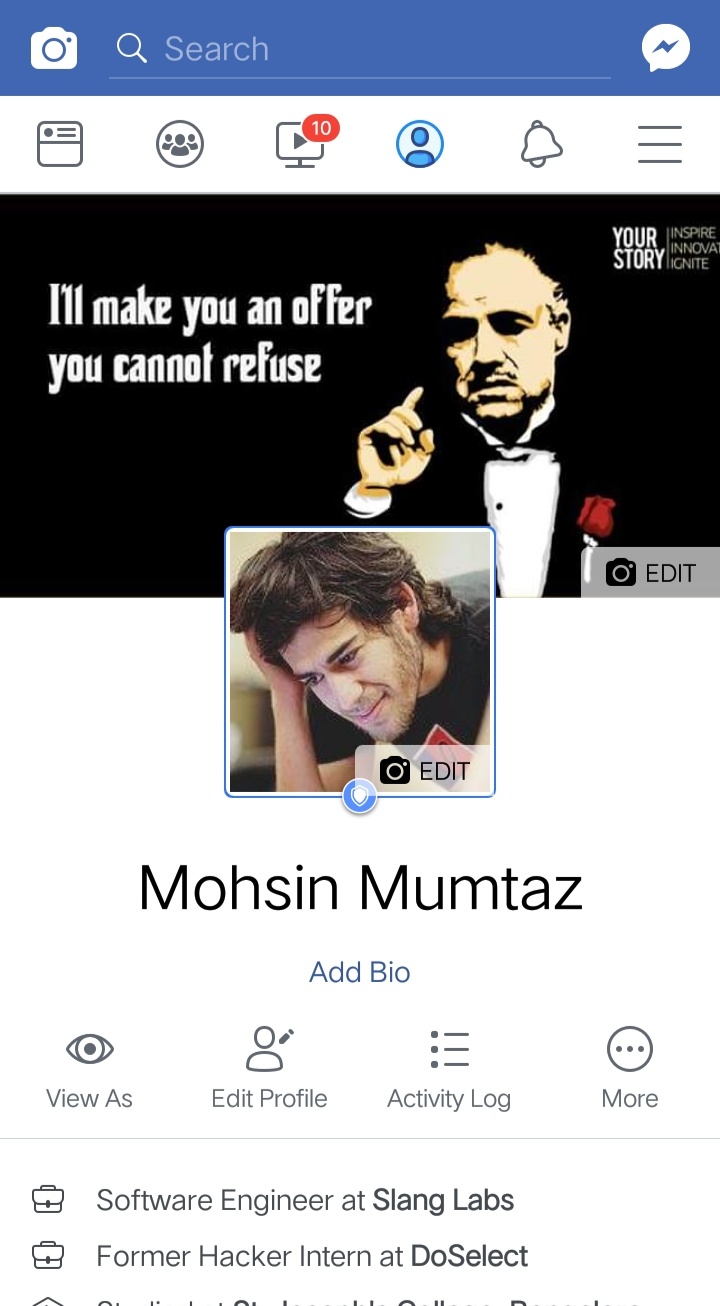 Search
10
YOUR STORY
INSPIRE
INNOVAT
IGNITE
I'll make you an offer
you cannot refuse
EDIT
EDIT
Mohsin Mumtaz
Add Bio
View As
Edit Profile
Activity Log
More
Software Engineer at Slang Labs
Former Hacker Intern at DoSelect